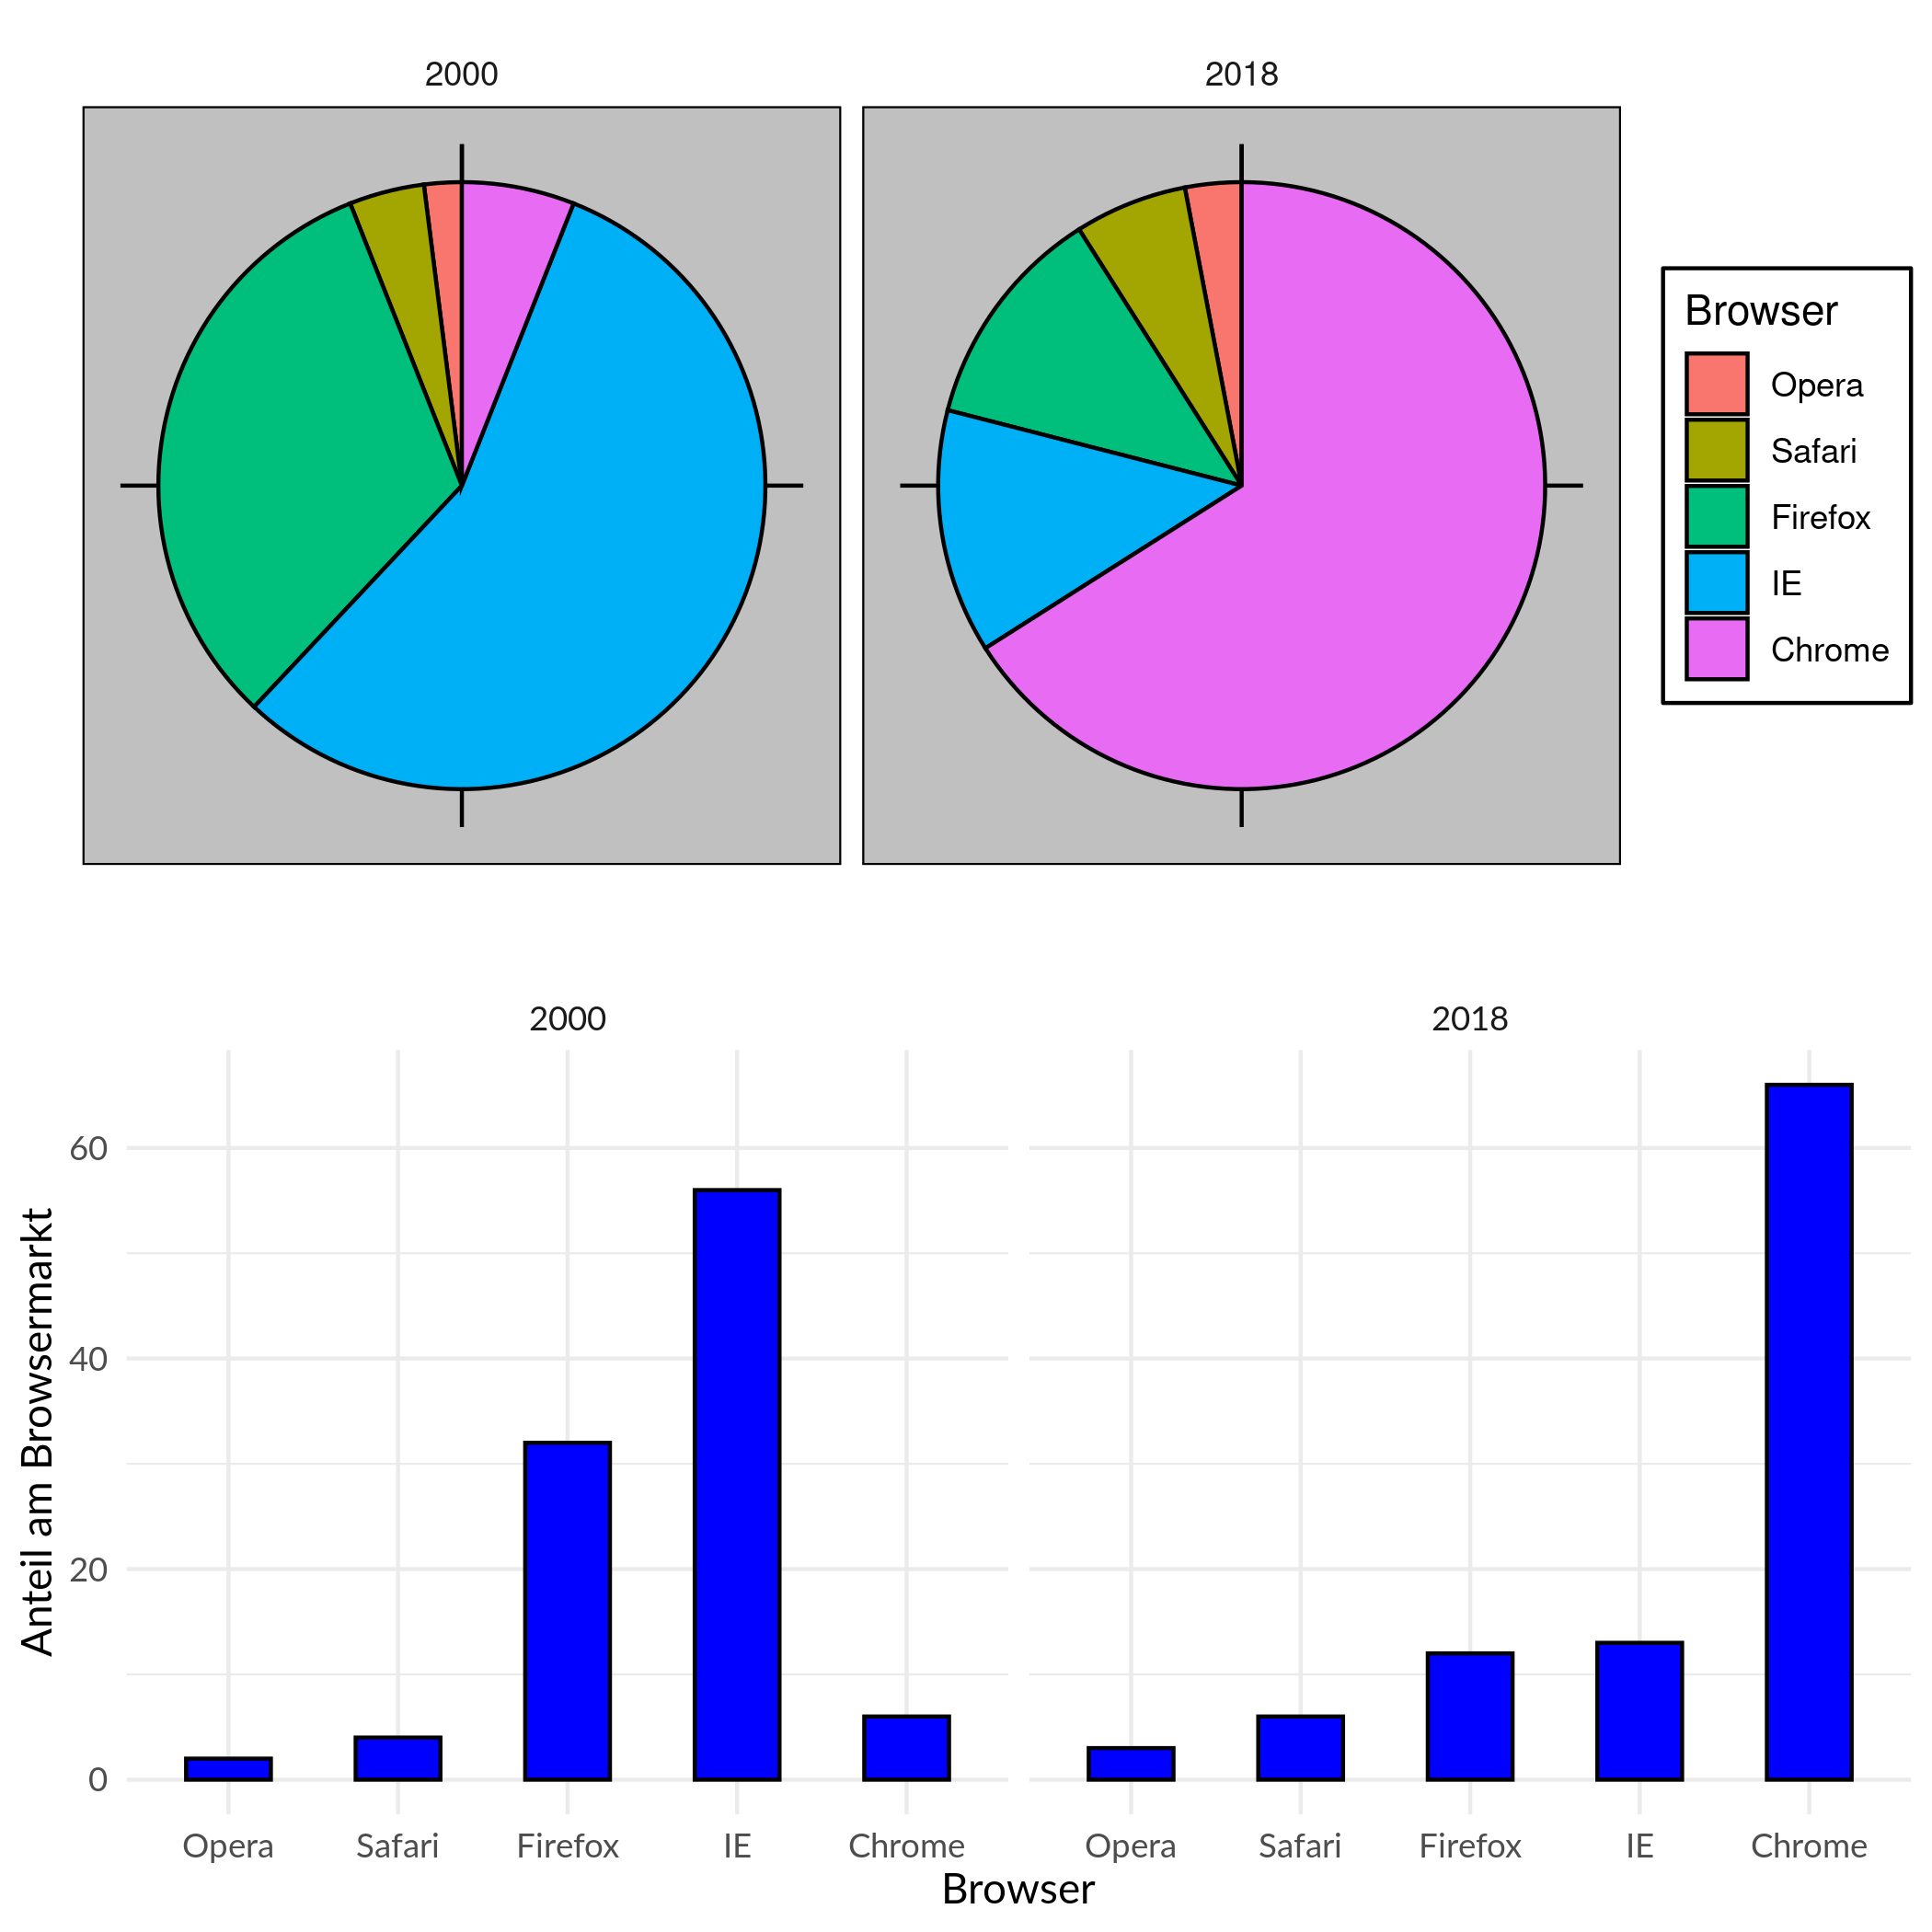 2000
2018
Browser
Opera
Safari
Firefox
IE
Chrome
2000
2018
Anteil am Browsermarkt
60
40
20
0
Opera Safari Firefox IE Chrome Opera Safari Firefox IE Chrome
Browser